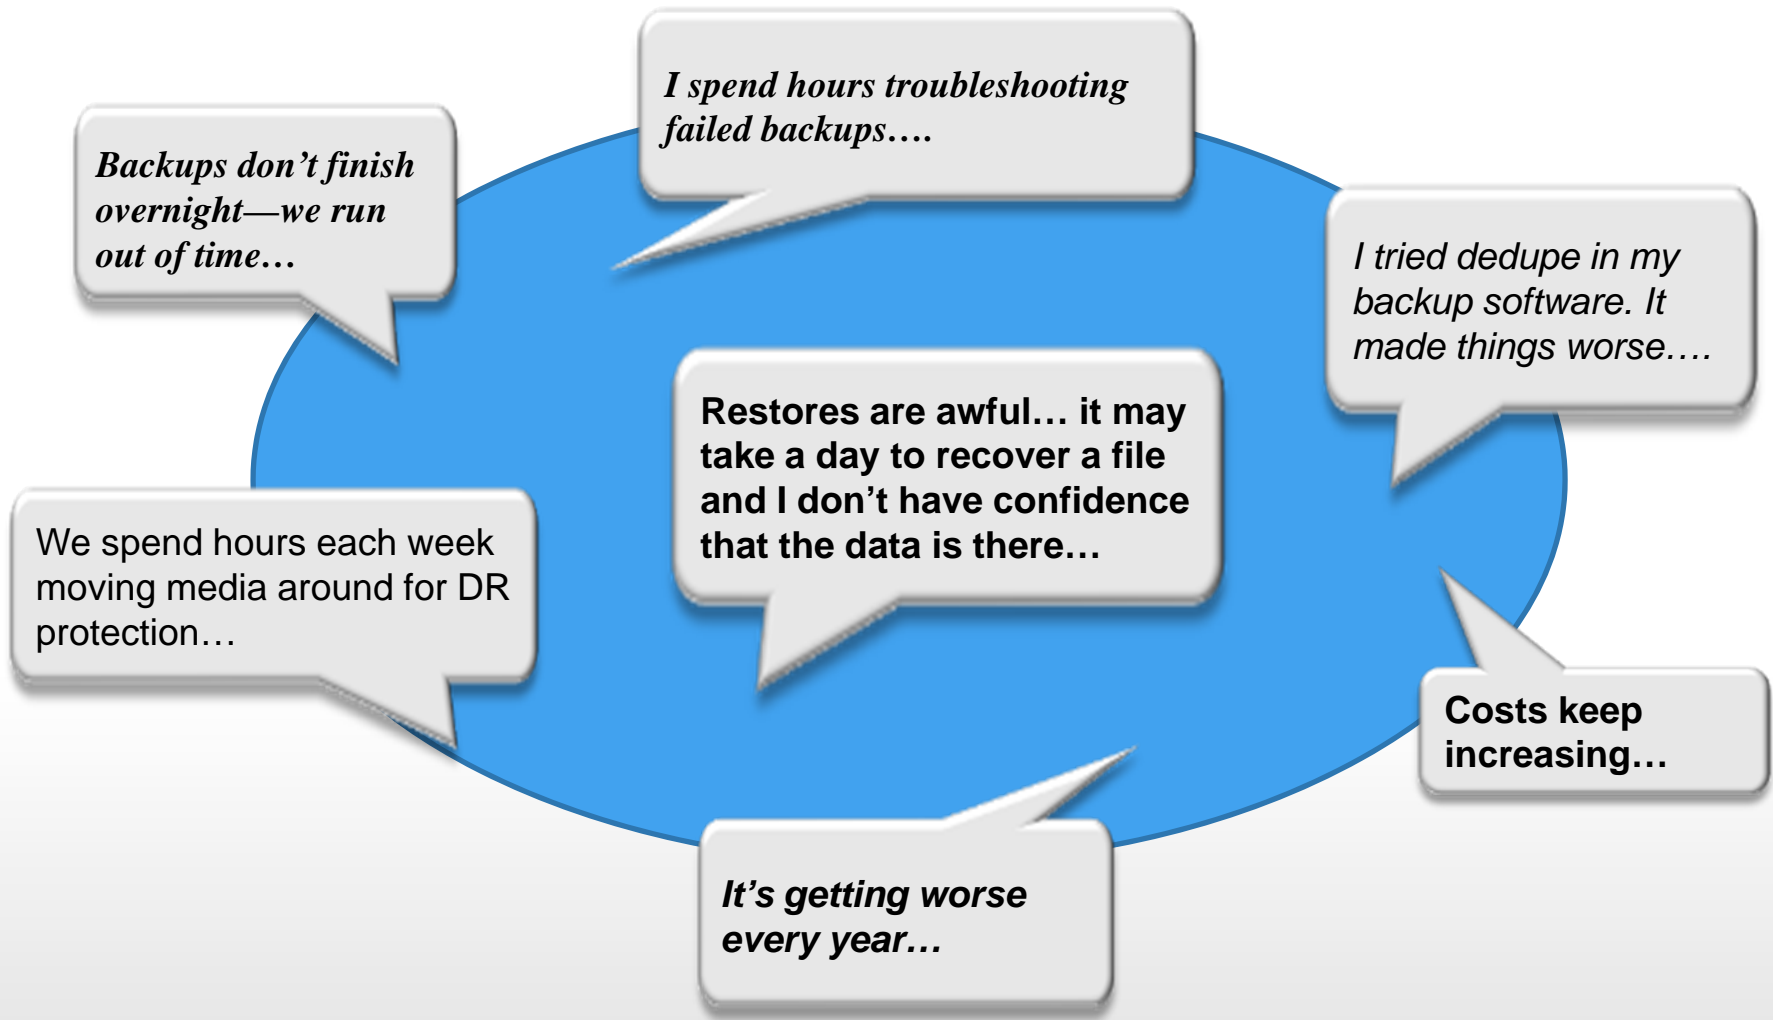 I spend hours troubleshooting
failed backups….
Backups don’t finish
overnight—we run
out of time…
I tried dedupe in my
backup software. It
made things worse….
Restores are awful… it may
take a day to recover a file
and I don’t have confidence
that the data is there…
We spend hours each week
moving media around for DR
protection…
Costs keep
increasing…
It’s getting worse
every year…